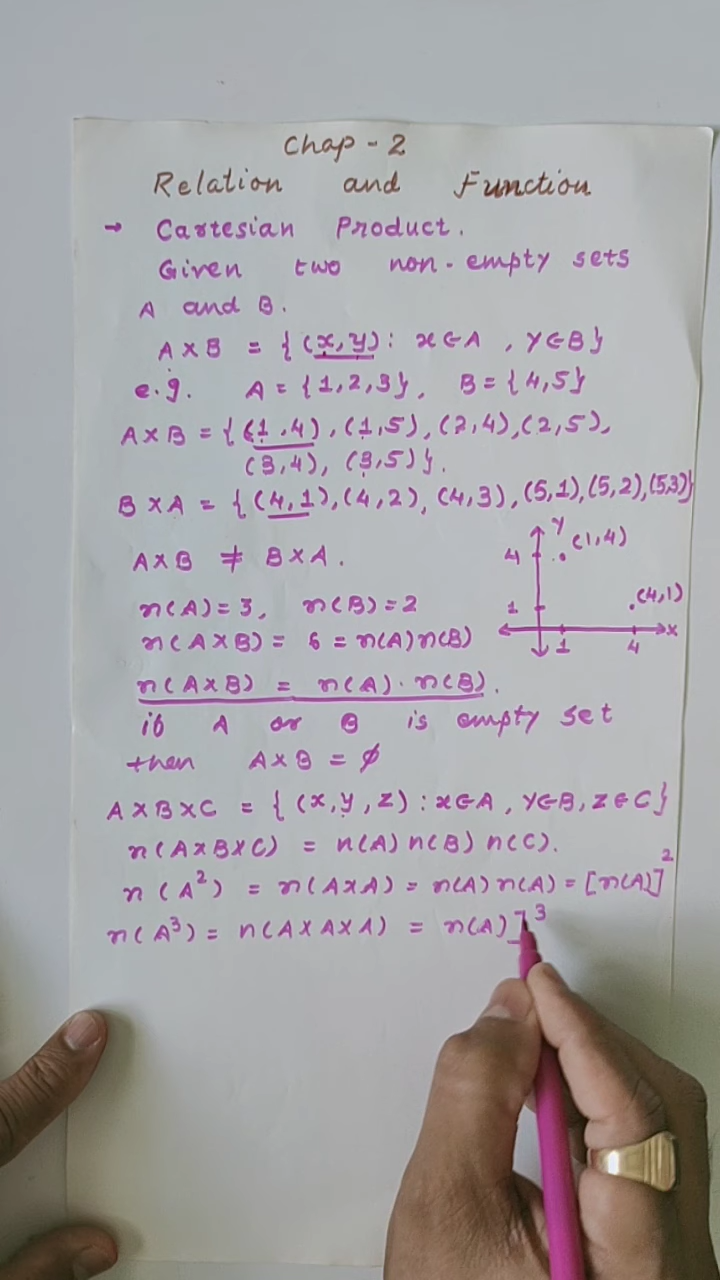 Chap - 2
Relation and Function
→ Cartesian Product.
Given two non-empty sets
A and B.
A×B = {(x,y): x∈A , y∈B}
e.g. A = {1,2,3}, B = {4,5}
A×B = {(1,4), (1,5), (2,4), (2,5),
(3,4), (3,5)}.
B×A = {(4,1), (4,2), (4,3), (5,1), (5,2), (5,3)}
A×B ≠ B×A.
Y
4
(1,4)
1
(4,1)
X
1
4
n(A)=3, n(B)=2
n(A×B) = 6 = n(A)n(B)
n(A×B) = n(A)·n(B).
if A or B is empty set
then A×B = ϕ
A×B×C = {(x,y,z): x∈A, y∈B, z∈C}
n(A×B×C) = n(A) n(B) n(C).
n(A²) = n(A×A) = n(A) n(A) = [n(A)]²
n(A³) = n(A×A×A) = n(A)]³